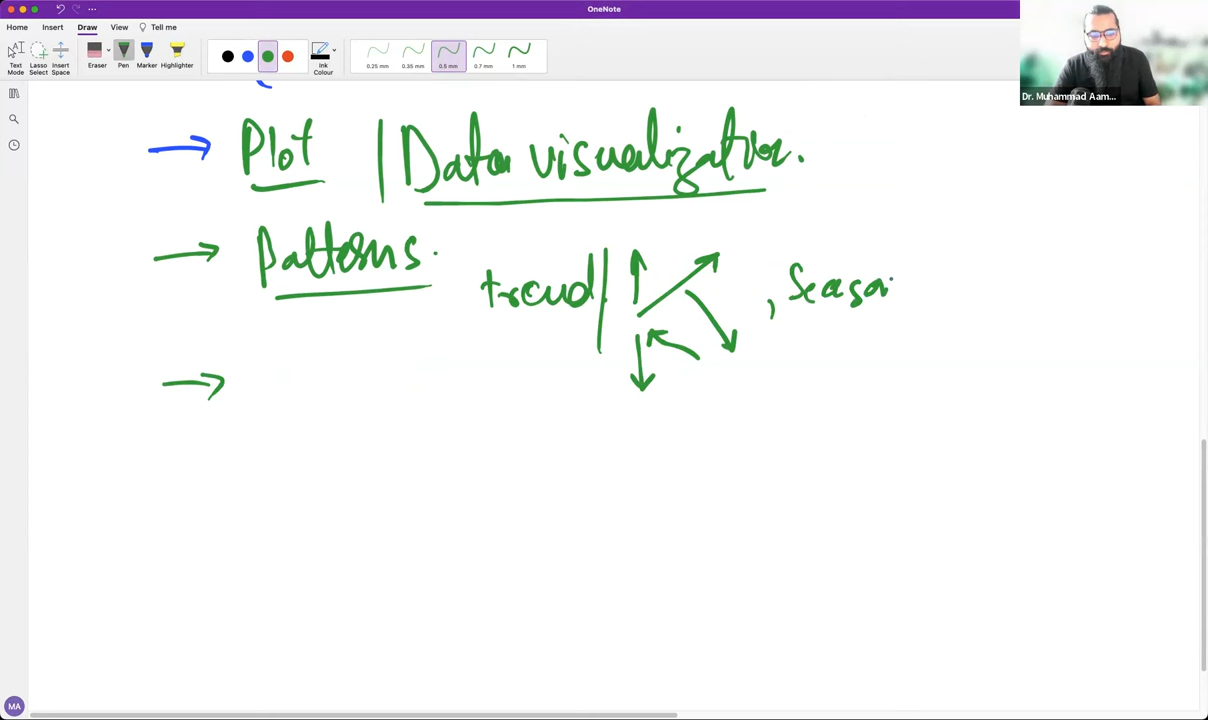 OneNote
Home Insert Draw View Tell me
Text Mode Lasso Select Insert Space Eraser Pen Marker Highlighter Ink Colour 0.25 mm 0.35 mm 0.5 mm 0.7 mm 1 mm
Dr. Muhammad Aam...
→ Plot | Data visualization.
→ Patterns. trend | ↑ ↗ ↘ ↖ ↓ , Seasoi
→
MA